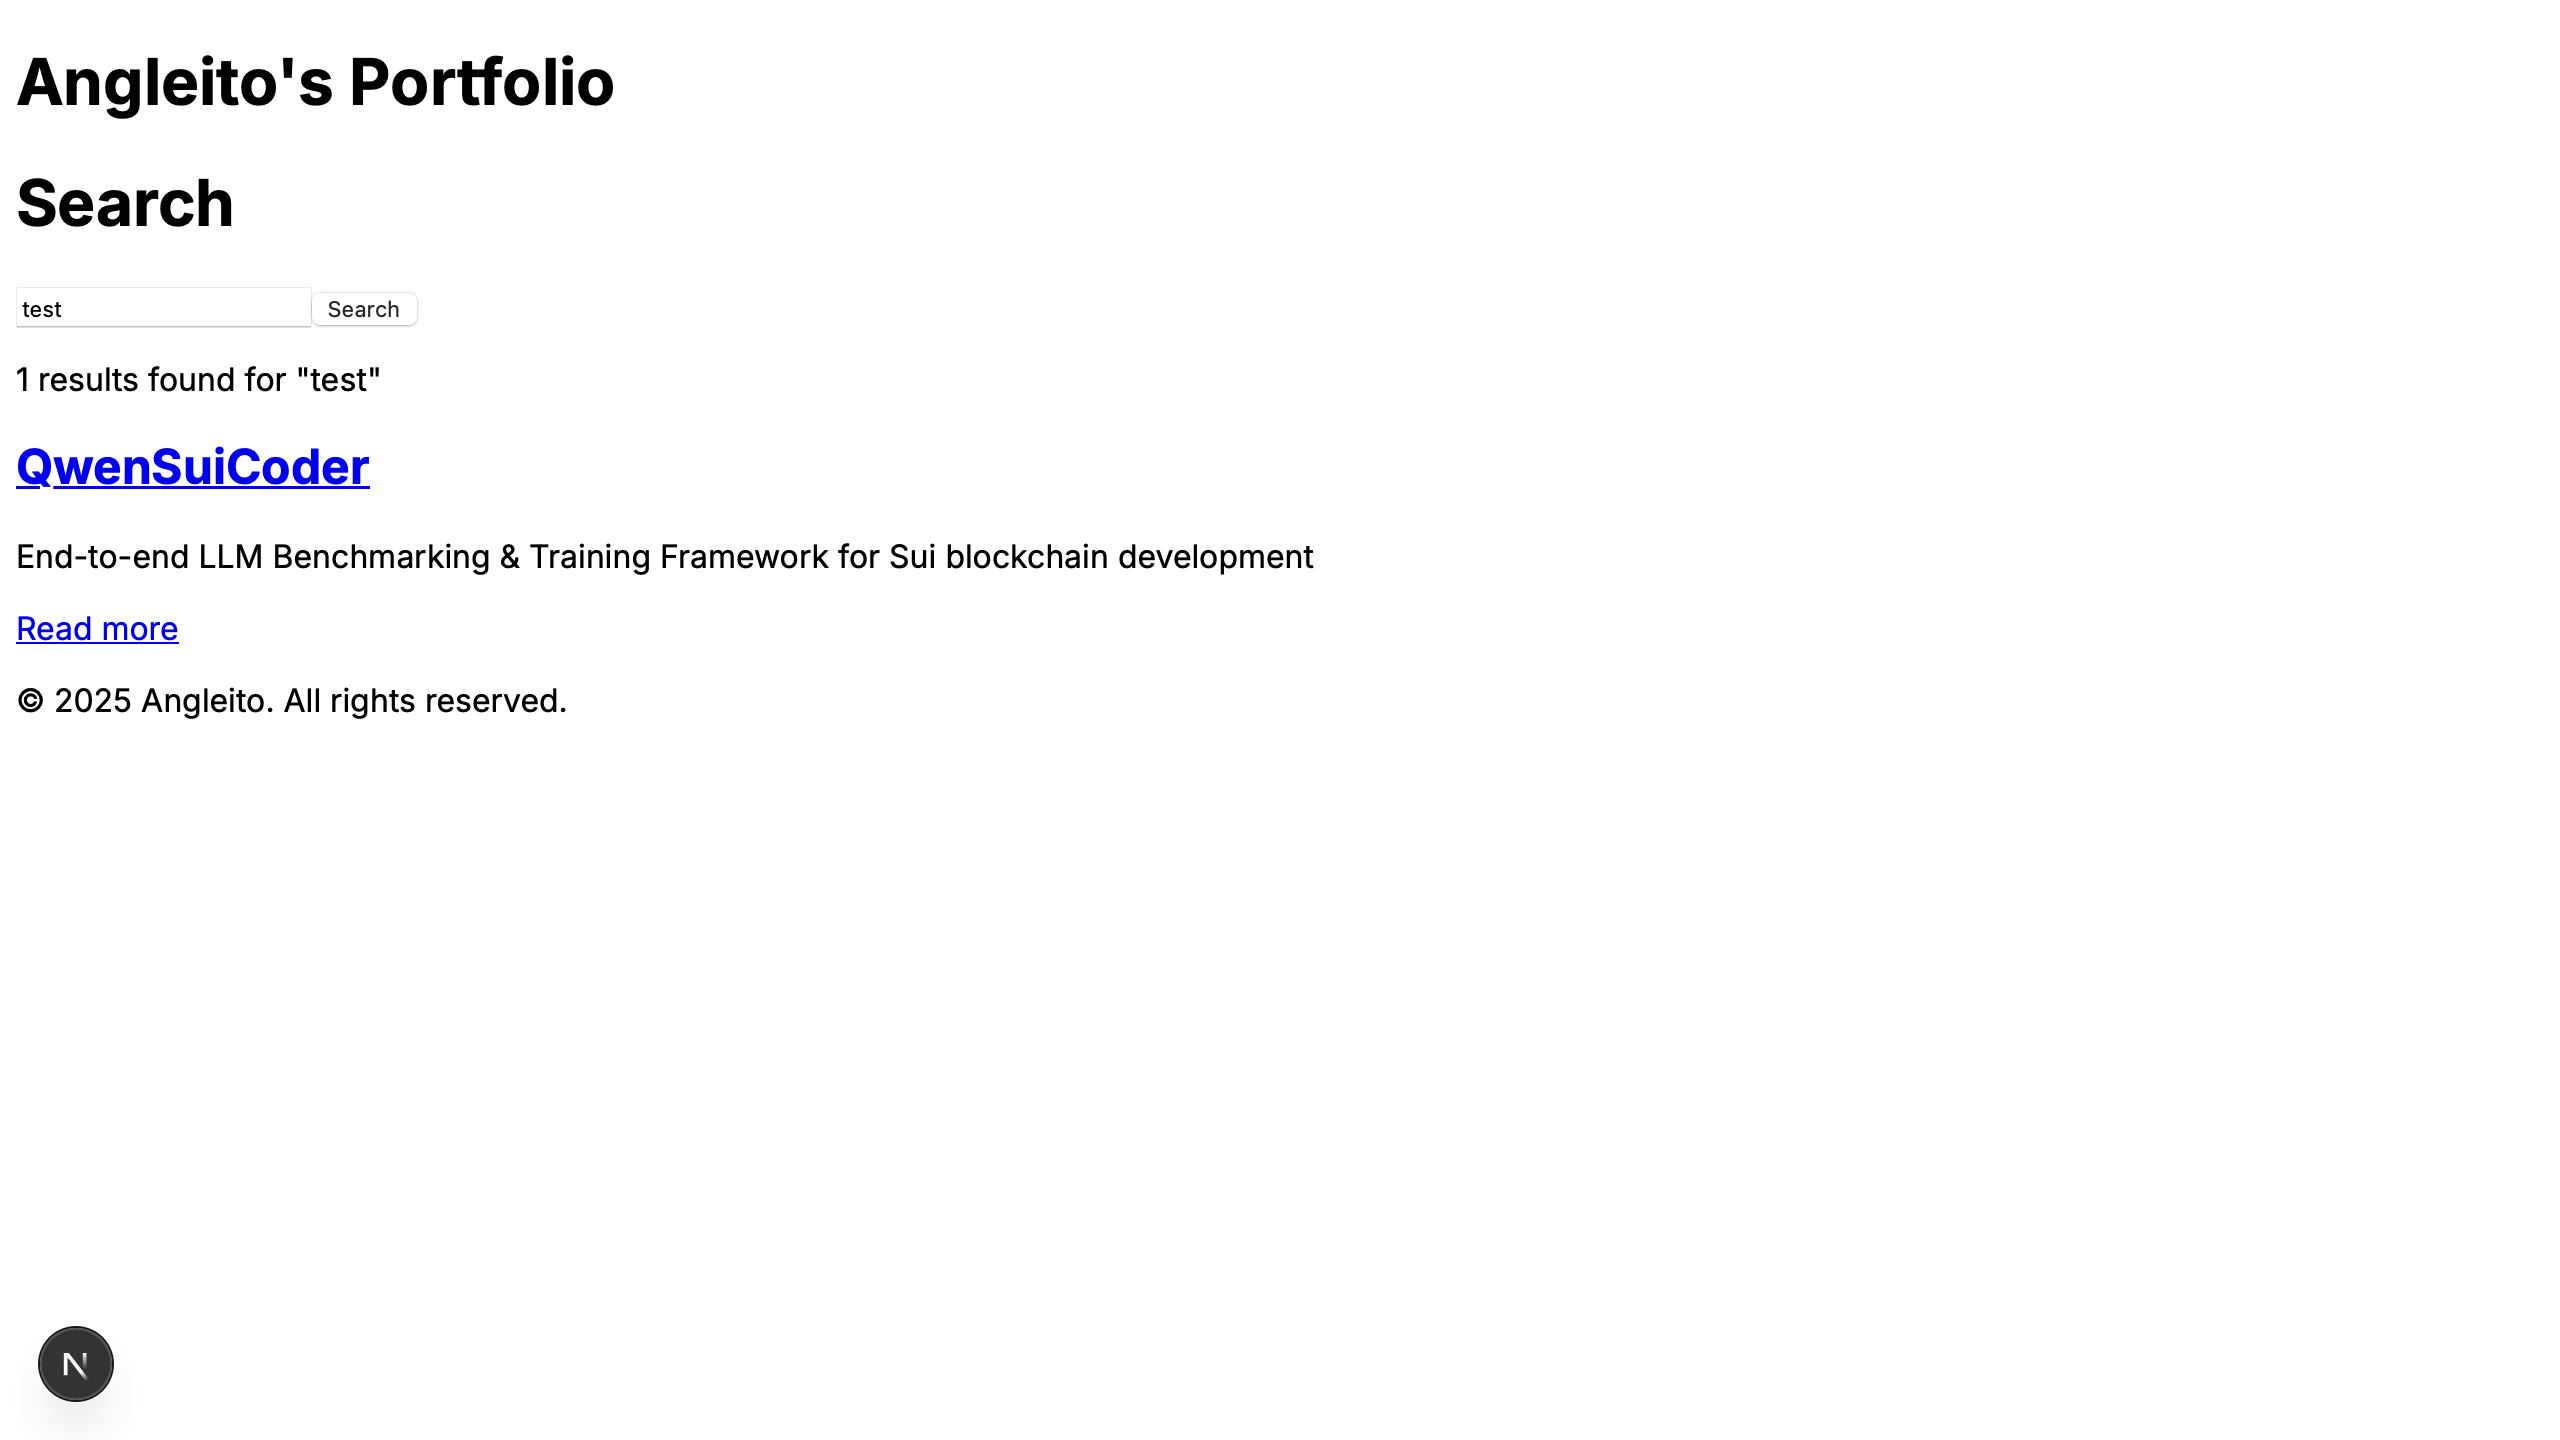 Angleito's Portfolio
Search
test
Search
1 results found for "test"
QwenSuiCoder
End-to-end LLM Benchmarking & Training Framework for Sui blockchain development
Read more
© 2025 Angleito. All rights reserved.
N